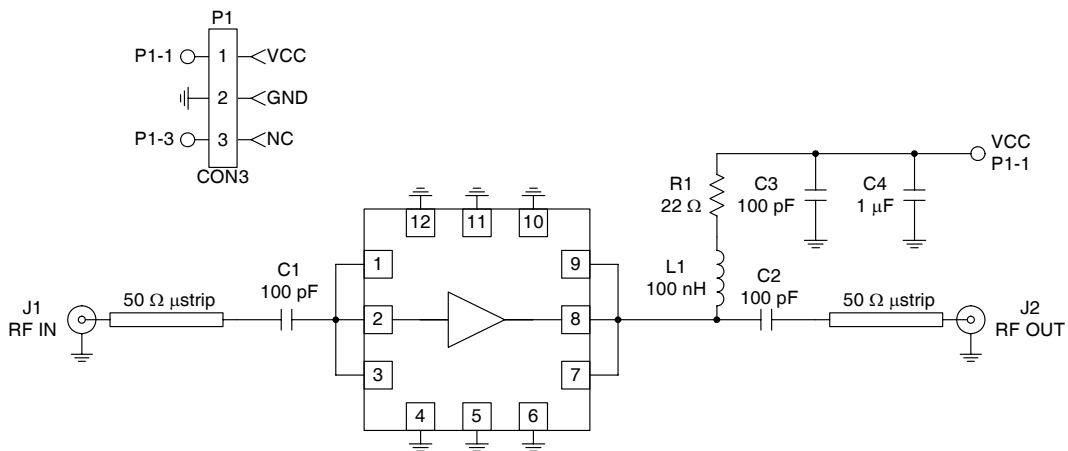 P1
P1-1 1 VCC
2 GND
P1-3 3 NC
CON3
VCC
P1-1
R1
22 Ω
C3
100 pF
C4
1 μF
12 11 10
1
9
L1
100 nH
C1
100 pF
C2
100 pF
J1
RF IN
50 Ω μstrip
2
8
50 Ω μstrip
J2
RF OUT
3
7
4 5 6